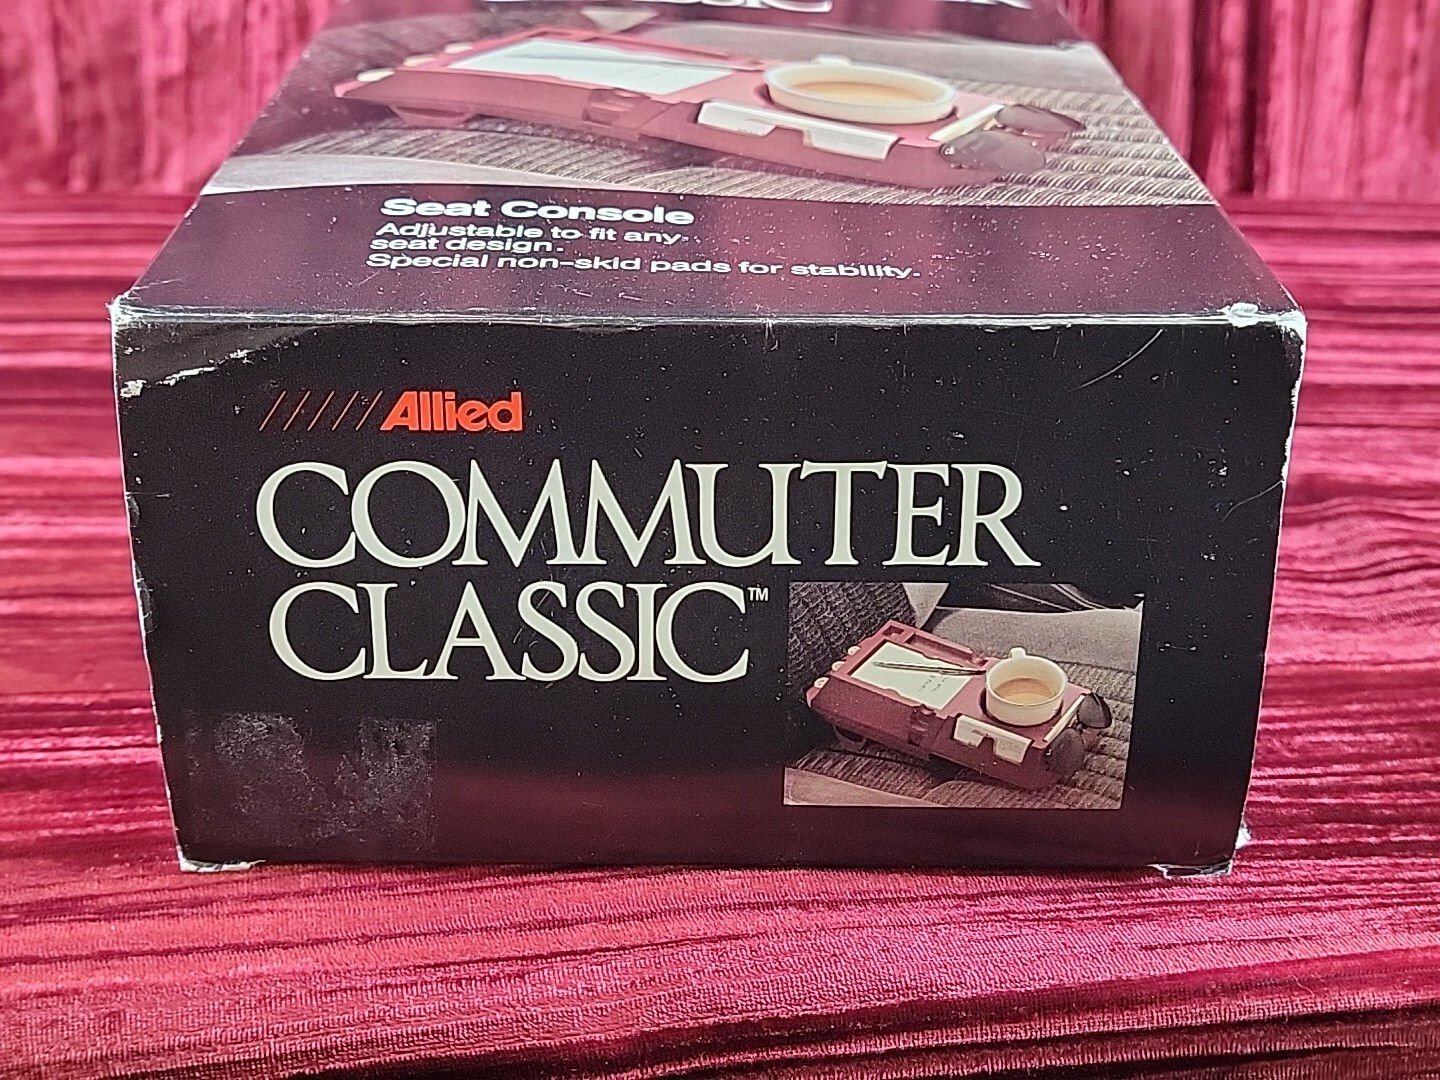 Seat Console
Adjustable to fit any
seat design.
Special non-skid pads for stability.
Allied
COMMUTER
CLASSIC™